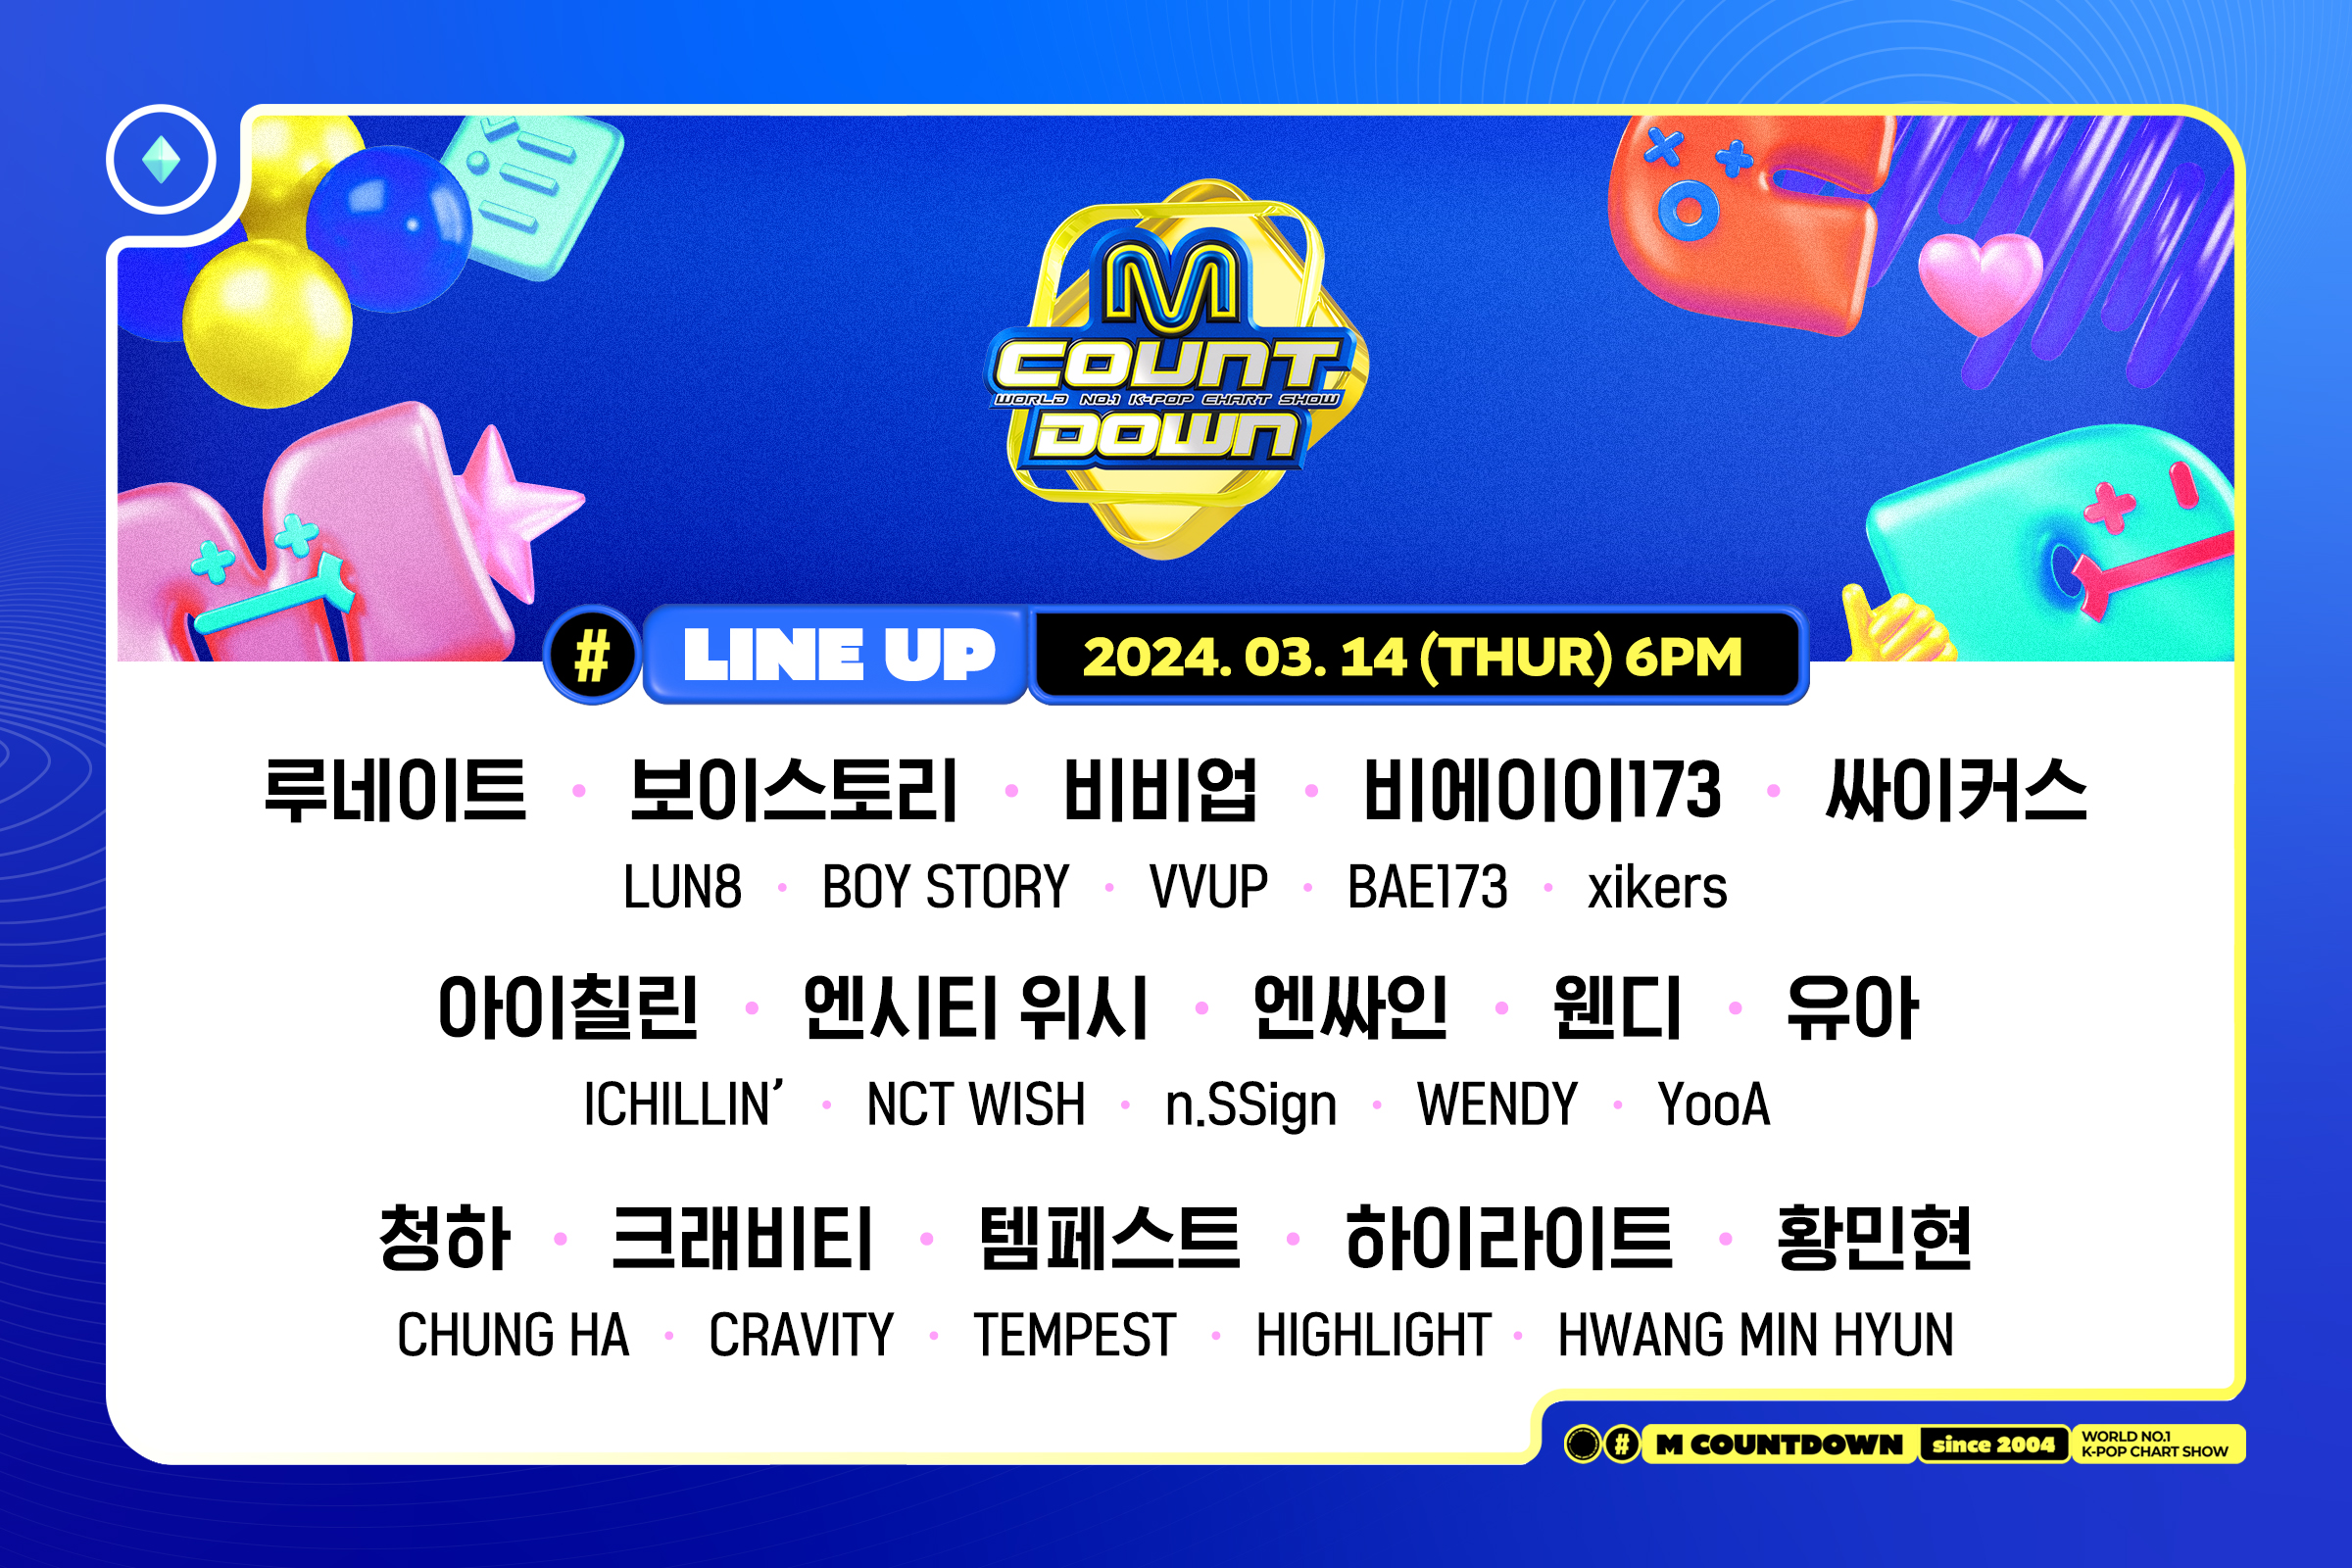 M
COUNT
WORLD NO.1 K-POP CHART SHOW
DOWN
# LINE UP 2024. 03. 14 (THUR) 6PM
루네이트 • 보이스토리 • 비비업 • 비에이이173 • 싸이커스
LUN8 • BOY STORY • VVUP • BAE173 • xikers
아이칠린 • 엔시티 위시 • 엔싸인 • 웬디 • 유아
ICHILLIN’ • NCT WISH • n.SSign • WENDY • YooA
청하 • 크래비티 • 템페스트 • 하이라이트 • 황민현
CHUNG HA • CRAVITY • TEMPEST • HIGHLIGHT • HWANG MIN HYUN
# M COUNTDOWN since 2004
WORLD NO.1
K-POP CHART SHOW